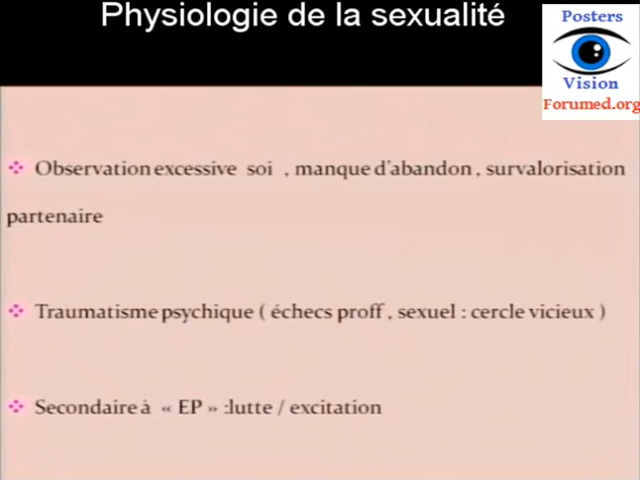 Physiologie de la sexualité
Posters
Vision
Forumed.org
Observation excessive soi , manque d'abandon , survalorisation
partenaire
Traumatisme psychique ( échecs proff , sexuel : cercle vicieux )
Secondaire à « EP » :lutte / excitation